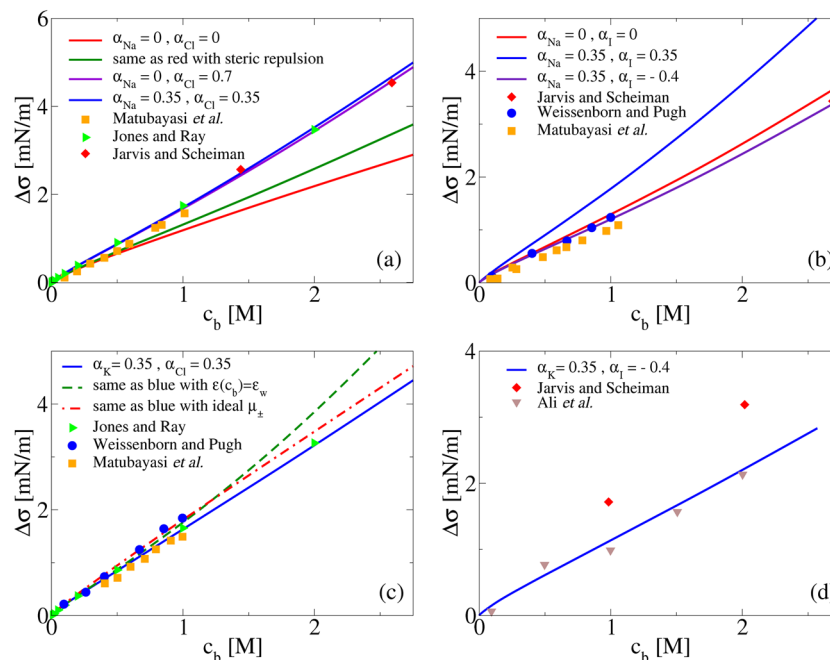 6
4
2
0
Δσ [mN/m]
α_Na = 0 , α_Cl = 0
same as red with steric repulsion
α_Na = 0 , α_Cl = 0.7
α_Na = 0.35 , α_Cl = 0.35
Matubayasi et al.
Jones and Ray
Jarvis and Scheiman
(a)
0
1
2
c_b [M]
4
2
0
Δσ [mN/m]
α_Na = 0 , α_I = 0
α_Na = 0.35 , α_I = 0.35
α_Na = 0.35 , α_I = - 0.4
Jarvis and Scheiman
Weissenborn and Pugh
Matubayasi et al.
(b)
0
1
2
c_b [M]
4
2
0
Δσ [mN/m]
α_K = 0.35 , α_Cl = 0.35
same as blue with ε(c_b)=ε_w
same as blue with ideal μ_±
Jones and Ray
Weissenborn and Pugh
Matubayasi et al.
(c)
0
1
2
c_b [M]
4
2
0
Δσ [mN/m]
α_K = 0.35 , α_I = - 0.4
Jarvis and Scheiman
Ali et al.
(d)
0
1
2
c_b [M]